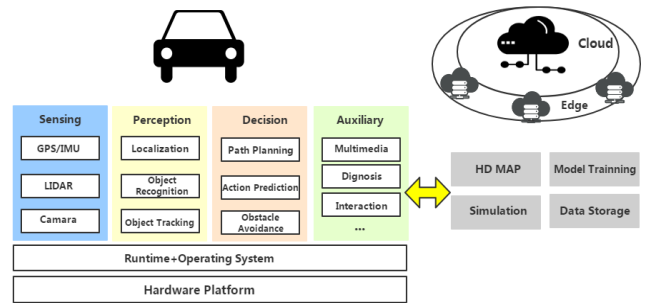 Cloud
Edge
Sensing
GPS/IMU
LIDAR
Camara
Perception
Localization
Object
Recognition
Object Tracking
Decision
Path Planning
Action Prediction
Obstacle
Avoidance
Auxiliary
Multimedia
Dignosis
Interaction
...
HD MAP
Model Trainning
Simulation
Data Storage
Runtime+Operating System
Hardware Platform